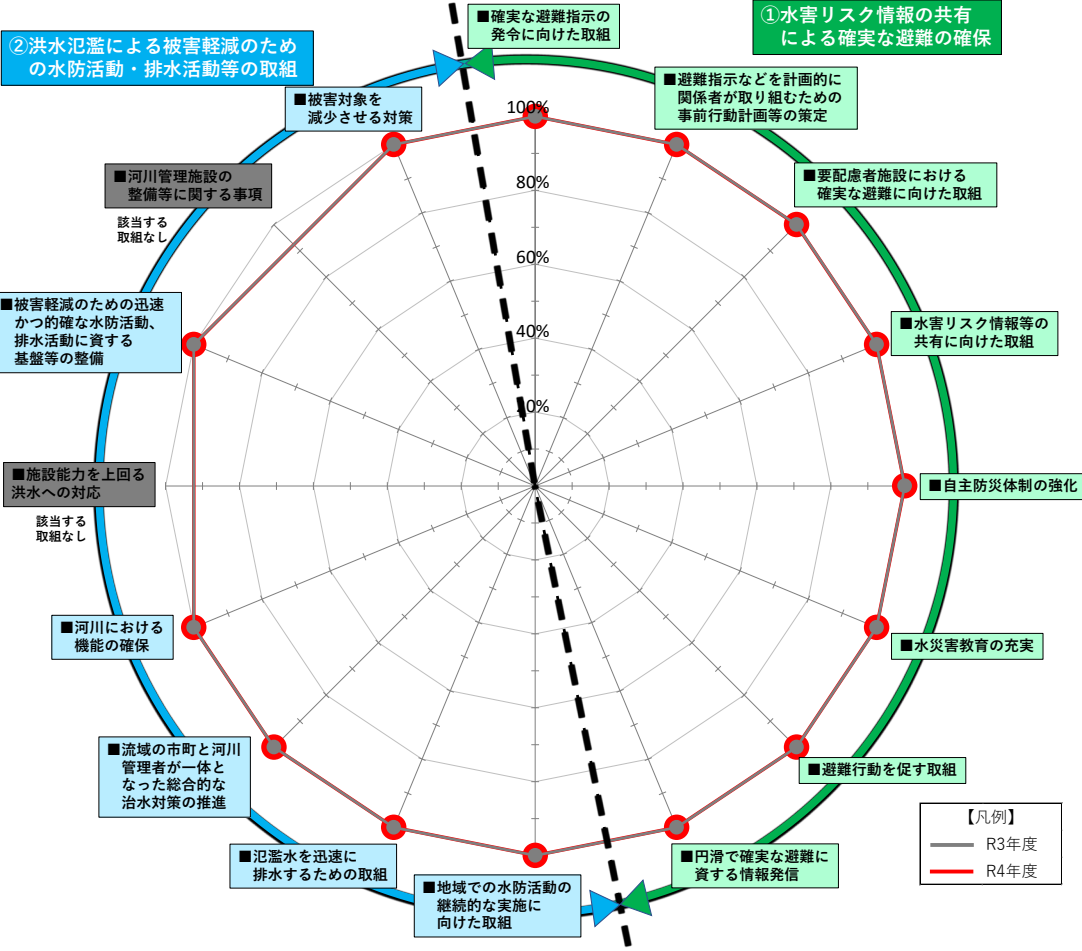 ■確実な避難指示の
発令に向けた取組
①水害リスク情報の共有
による確実な避難の確保
②洪水氾濫による被害軽減のため
の水防活動・排水活動等の取組
■避難指示などを計画的に
関係者が取り組むための
事前行動計画等の策定
■被害対象を
減少させる対策
100%
■河川管理施設の
整備等に関する事項
該当する
取組なし
80%
■要配慮者施設における
確実な避難に向けた取組
60%
■被害軽減のための迅速
かつ的確な水防活動、
排水活動に資する
基盤等の整備
40%
■水害リスク情報等の
共有に向けた取組
20%
■施設能力を上回る
洪水への対応
該当する
取組なし
■自主防災体制の強化
■河川における
機能の確保
■水災害教育の充実
■流域の市町と河川
管理者が一体と
なった総合的な
治水対策の推進
■避難行動を促す取組
■氾濫水を迅速に
排水するための取組
■地域での水防活動の
継続的な実施に
向けた取組
■円滑で確実な避難に
資する情報発信
【凡例】
R3年度
R4年度